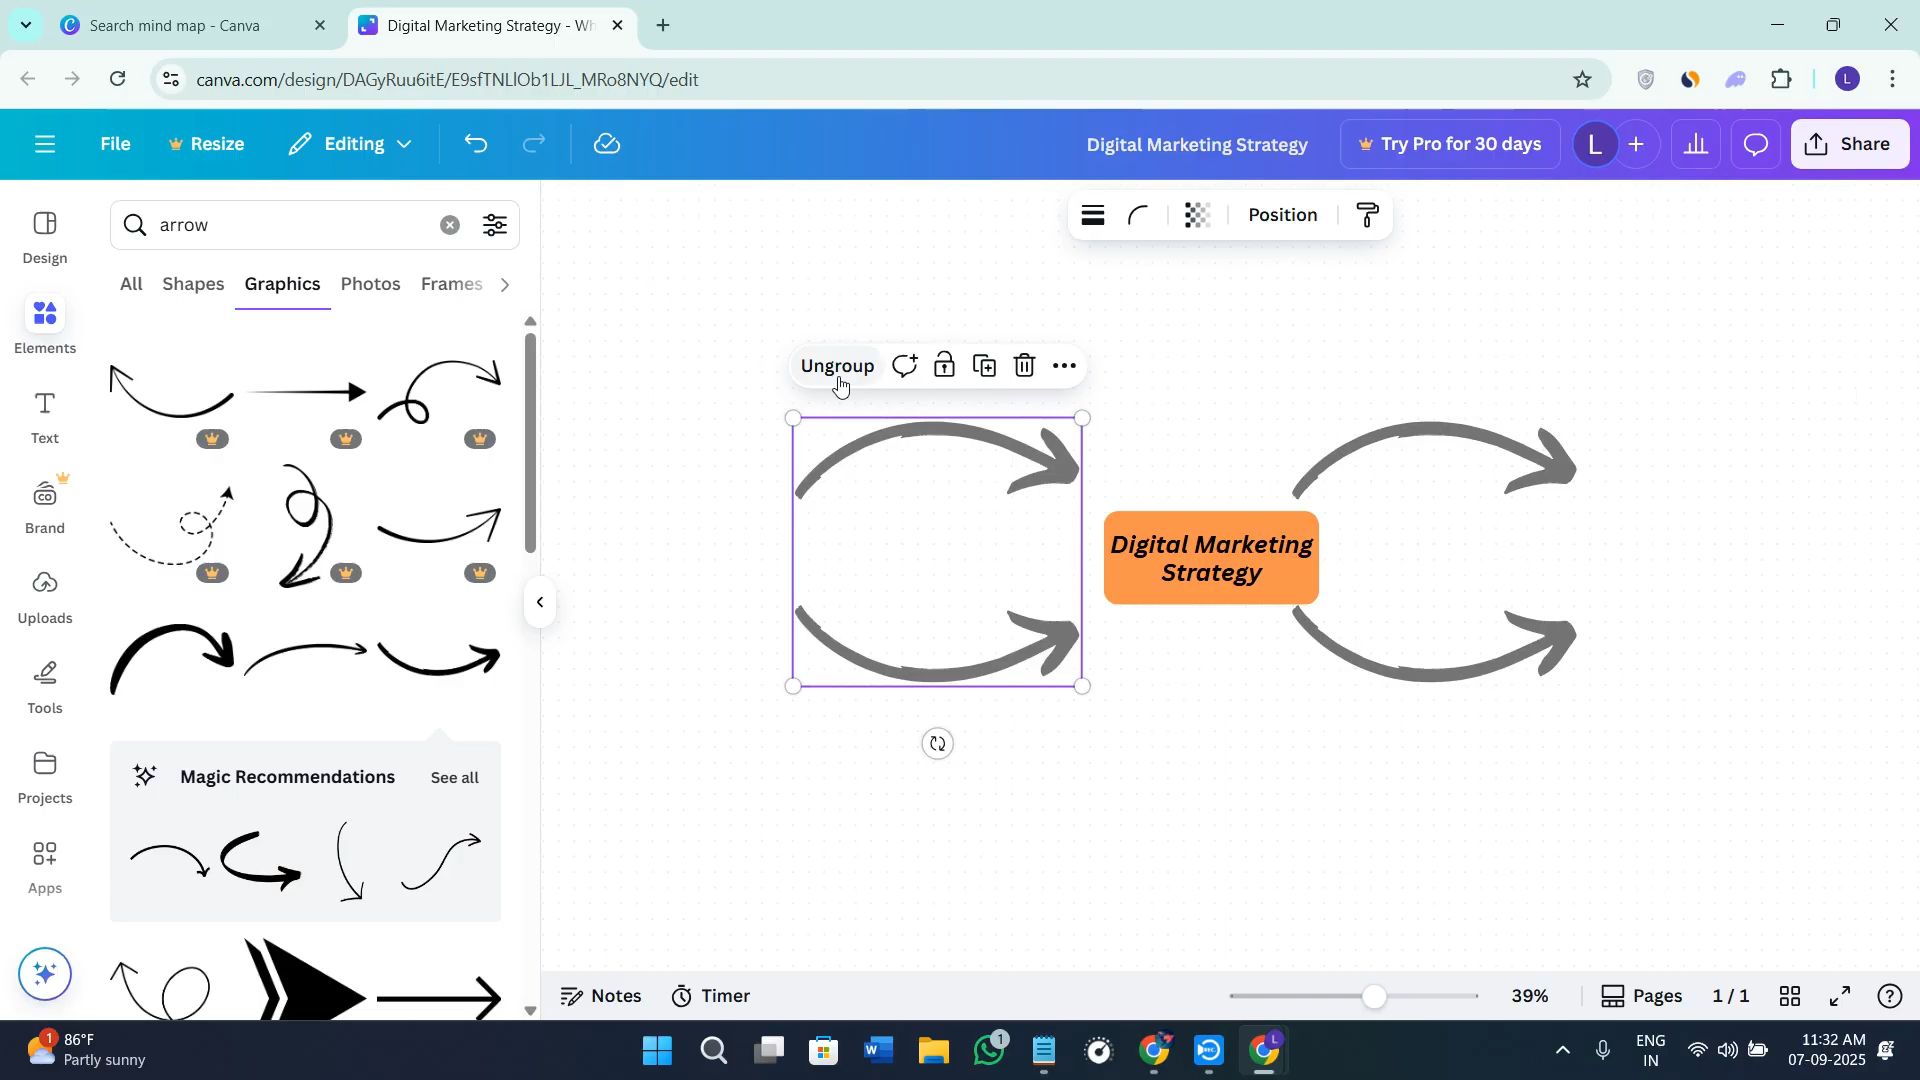 Search mind map - Canva
Digital Marketing Strategy - Wh
canva.com/design/DAGyRuu6itE/E9sfTNLlOb1LJL_MRo8NYQ/edit
L
File
Resize
Editing
Digital Marketing Strategy
Try Pro for 30 days
L
Share
Design
Elements
Text
Brand
Uploads
Tools
Projects
Apps
arrow
All
Shapes
Graphics
Photos
Frames
CO
Magic Recommendations
See all
Position
Ungroup
Digital Marketing
Strategy
Notes
Timer
39%
Pages
1 / 1
1
86°F
Partly sunny
W
1
L
ENG
IN
11:32 AM
07-09-2025